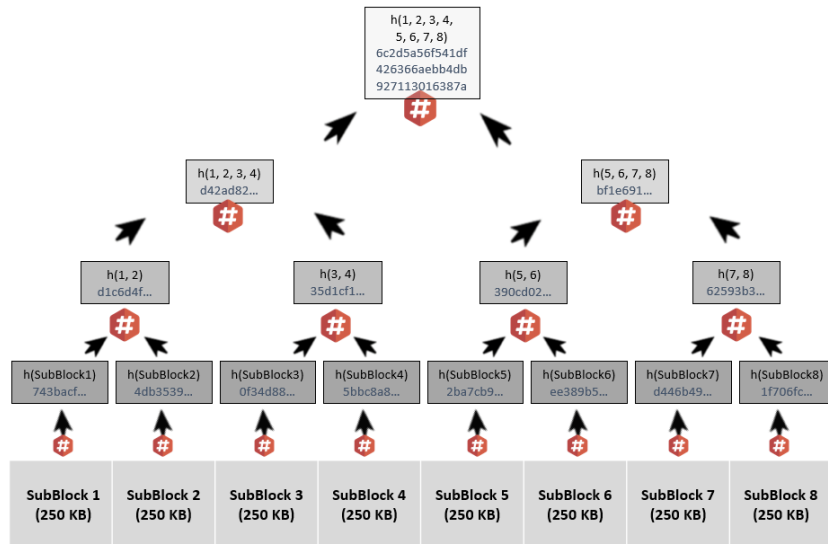 h(1, 2, 3, 4,
5, 6, 7, 8)
6c2d5a56f541df
426366aebb4db
927113016387a
#
h(1, 2, 3, 4)
d42ad82...
h(5, 6, 7, 8)
bf1e691...
#
#
h(1, 2)
d1c6d4f...
h(3, 4)
35d1cf1...
h(5, 6)
390cd02...
h(7, 8)
62593b3...
#
#
#
#
h(SubBlock1)
743bacf...
h(SubBlock2)
4db3539...
h(SubBlock3)
0f34d88...
h(SubBlock4)
5bbc8a8...
h(SubBlock5)
2ba7cb9...
h(SubBlock6)
ee389b5...
h(SubBlock7)
d446b49...
h(SubBlock8)
1f706fc...
#
#
#
#
#
#
#
#
SubBlock 1
(250 KB)
SubBlock 2
(250 KB)
SubBlock 3
(250 KB)
SubBlock 4
(250 KB)
SubBlock 5
(250 KB)
SubBlock 6
(250 KB)
SubBlock 7
(250 KB)
SubBlock 8
(250 KB)